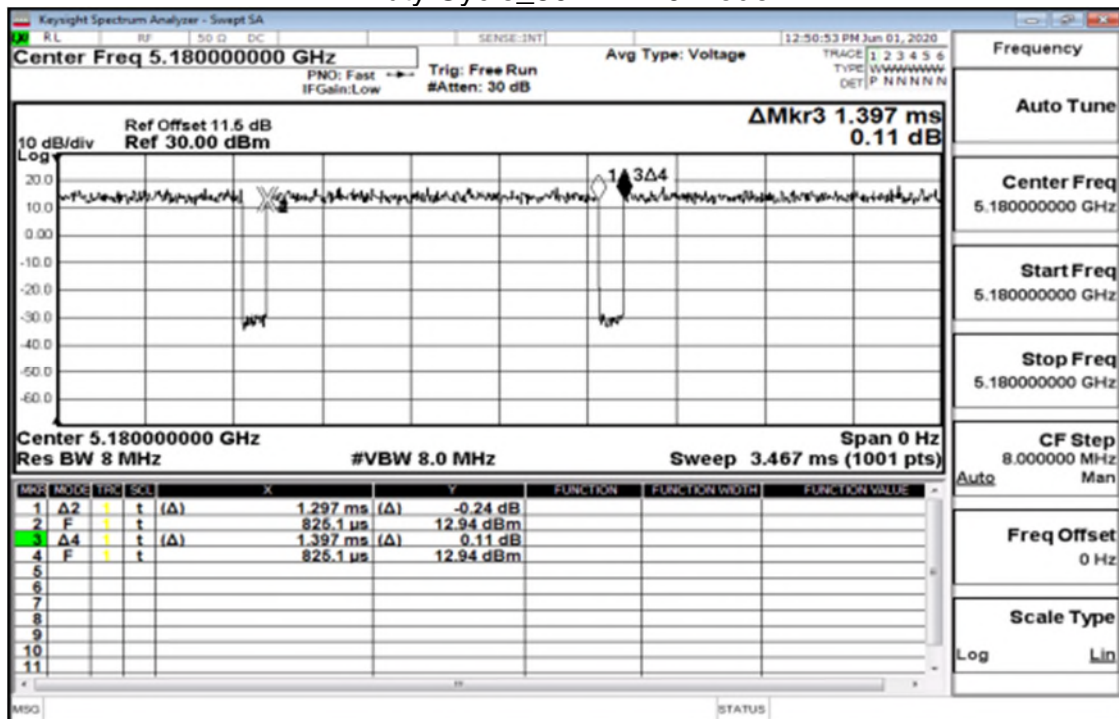 Keysight Spectrum Analyzer - Swept SA
RL RF 50 Ω DC SENSE:INT 12:50:53 PM Jun 01, 2020
Center Freq 5.180000000 GHz Avg Type: Voltage TRACE 1 2 3 4 5 6
PNO: Fast Trig: Free Run TYPE WWWWWW
IFGain:Low #Atten: 30 dB DET P N N N N N
ΔMkr3 1.397 ms
0.11 dB
Ref Offset 11.5 dB
10 dB/div Ref 30.00 dBm
Log
20.0
10.0
0.00
-10.0
-20.0
-30.0
-40.0
-50.0
-60.0
1 3Δ4
Center 5.180000000 GHz Span 0 Hz
Res BW 8 MHz #VBW 8.0 MHz Sweep 3.467 ms (1001 pts)
MKR MODE TRC SCL X Y FUNCTION FUNCTION WIDTH FUNCTION VALUE
1 Δ2 1 t (Δ) 1.297 ms (Δ) -0.24 dB
2 F 1 t 825.1 µs 12.94 dBm
3 Δ4 1 t (Δ) 1.397 ms (Δ) 0.11 dB
4 F 1 t 825.1 µs 12.94 dBm
5
6
7
8
9
10
11
MSG STATUS
Frequency
Auto Tune
Center Freq
5.180000000 GHz
Start Freq
5.180000000 GHz
Stop Freq
5.180000000 GHz
CF Step
8.000000 MHz
Auto Man
Freq Offset
0 Hz
Scale Type
Log Lin